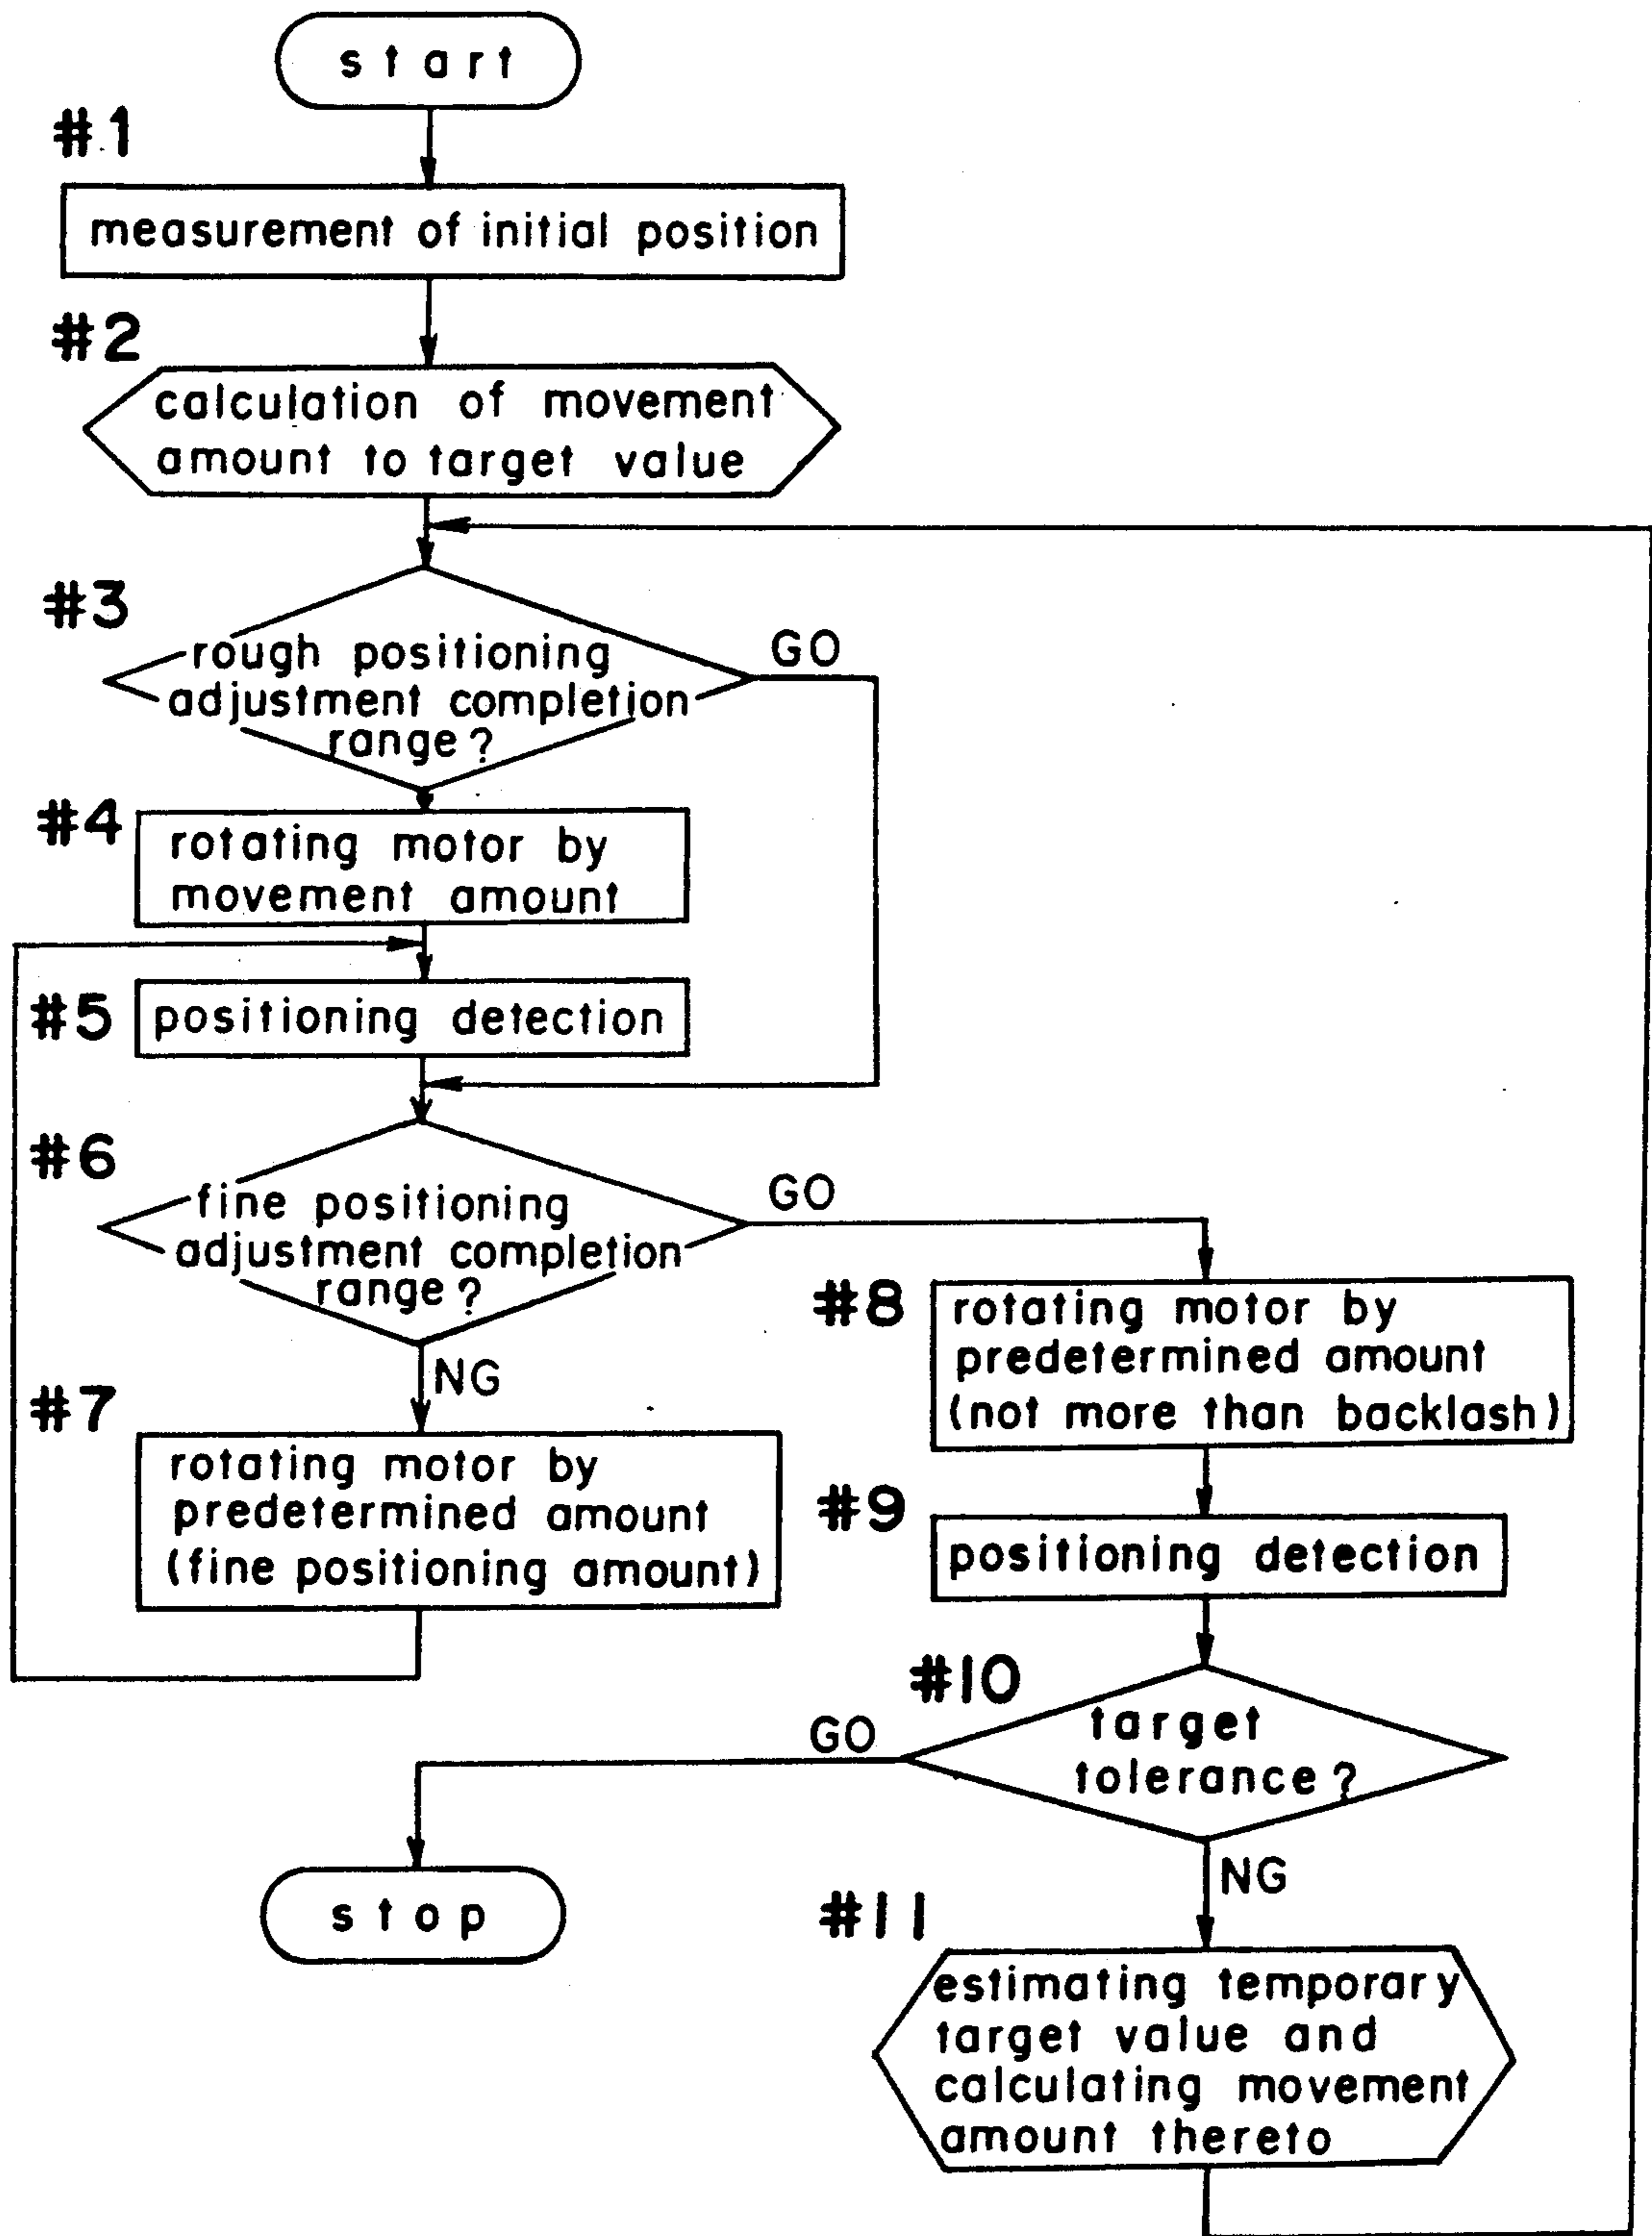 start
#1
measurement of initial position
#2
calculation of movement
amount to target value
#3
rough positioning
adjustment completion
range?
GO
#4
rotating motor by
movement amount
#5
positioning detection
#6
fine positioning
adjustment completion
range?
GO
NG
#7
rotating motor by
predetermined amount
(fine positioning amount)
#8
rotating motor by
predetermined amount
(not more than backlash)
#9
positioning detection
#10
target
tolerance?
GO
stop
NG
#11
estimating temporary
target value and
calculating movement
amount thereto